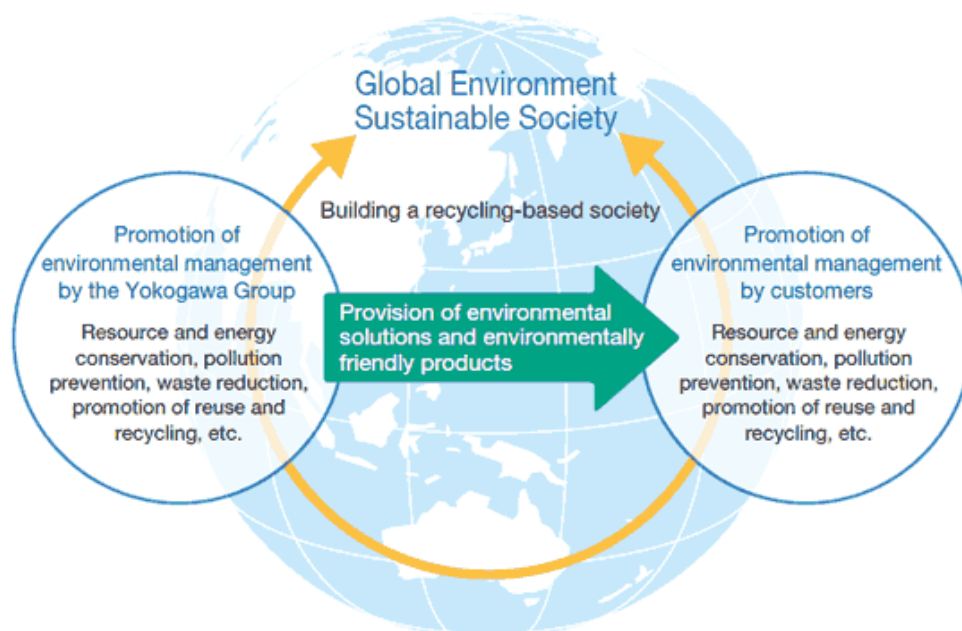 Global Environment
Sustainable Society
Building a recycling-based society
Promotion of
environmental management
by the Yokogawa Group
Resource and energy
conservation, pollution
prevention, waste reduction,
promotion of reuse and
recycling, etc.
Provision of environmental
solutions and environmentally
friendly products
Promotion of
environmental management
by customers
Resource and energy
conservation, pollution
prevention, waste reduction,
promotion of reuse and
recycling, etc.